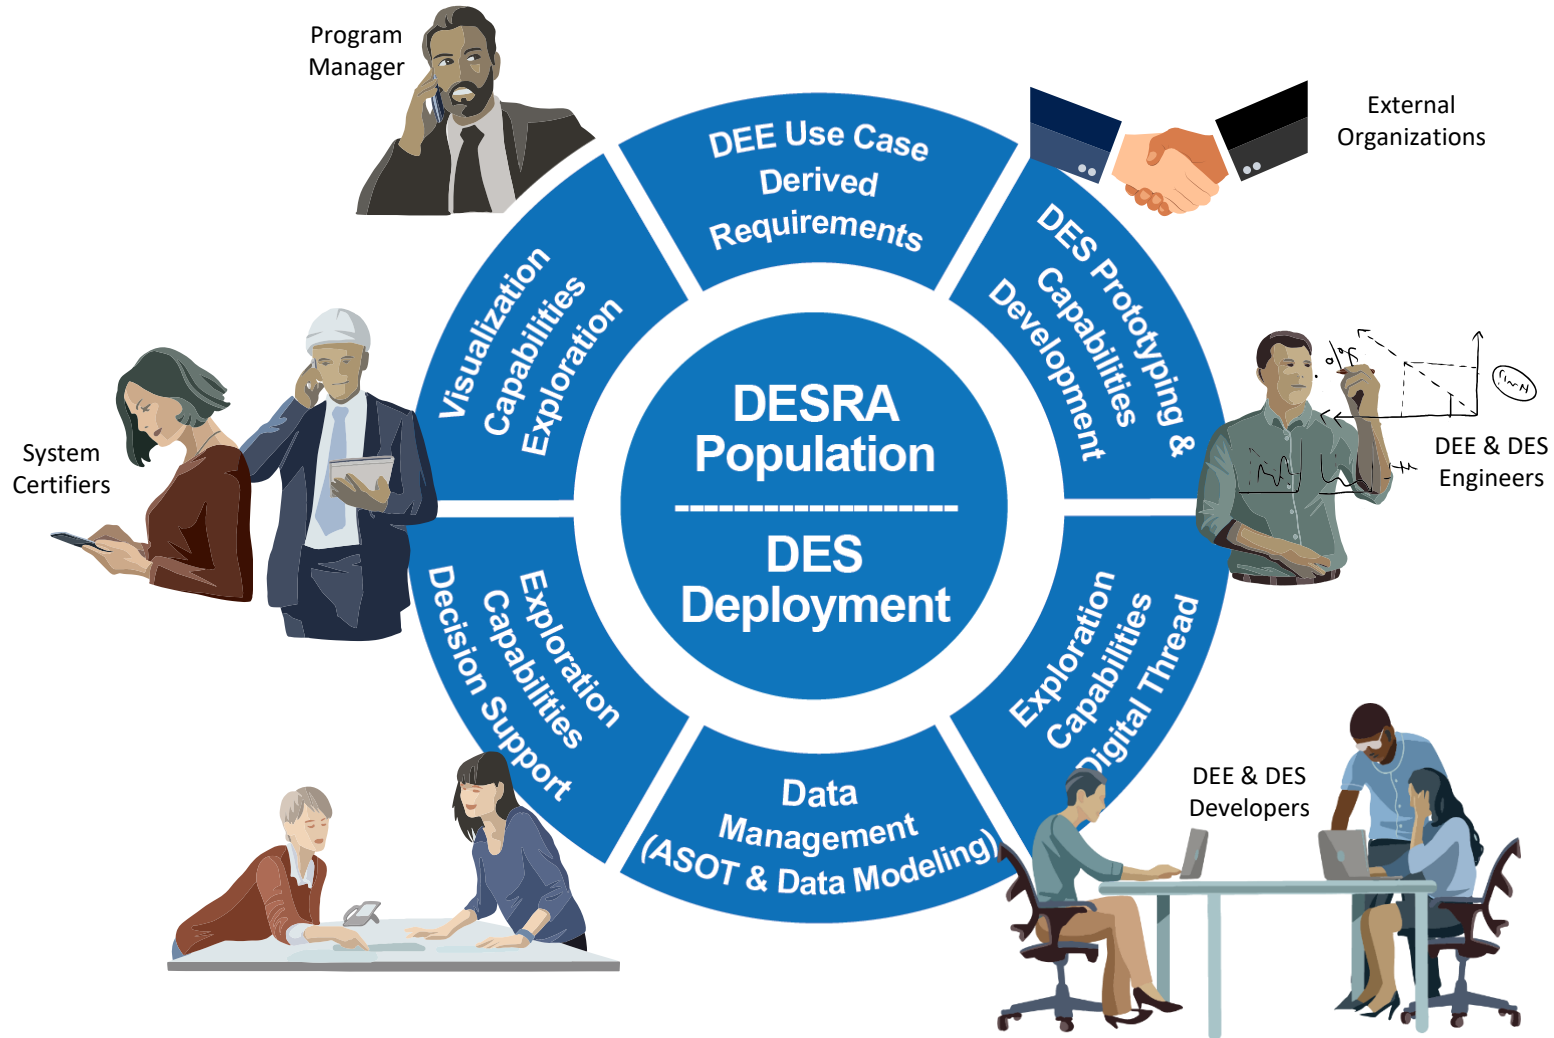 Program
Manager
External
Organizations
DEE Use Case
Derived
Requirements
DES Prototyping &
Capabilities
Development
Visualization
Capabilities
Exploration
DESRA
Population
DES
Deployment
System
Certifiers
DEE & DES
Engineers
Exploration
Capabilities
Decision Support
Exploration
Capabilities
Digital Thread
Data
Management
(ASOT & Data Modeling)
DEE & DES
Developers